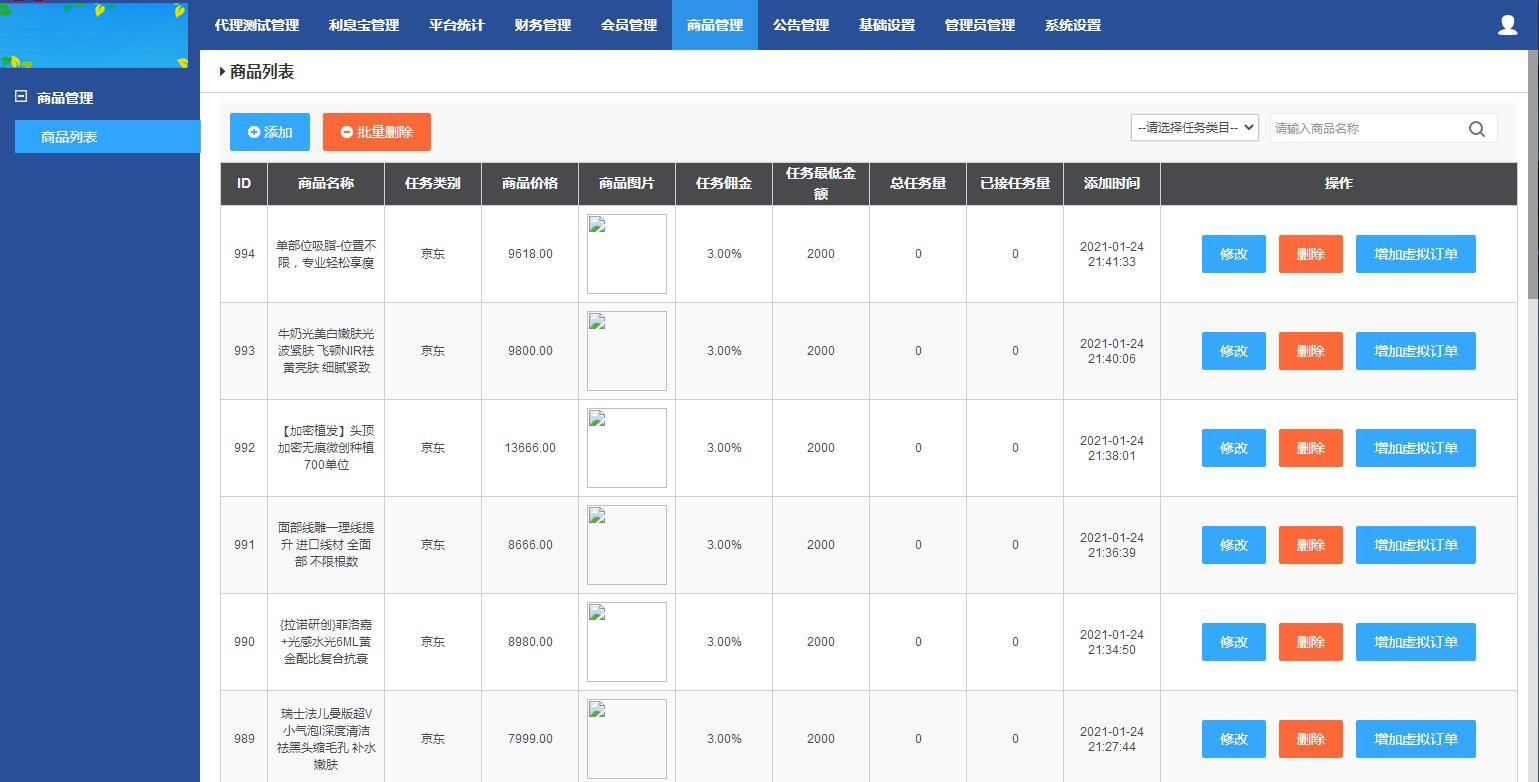 代理测试管理 利息宝管理 平台统计 财务管理 会员管理 商品管理 公告管理 基础设置 管理员管理 系统设置
商品管理
商品列表
商品列表
添加 批量删除 --请选择任务类目-- 请输入商品名称
ID 商品名称 任务类别 商品价格 商品图片 任务佣金 任务最低金 总任务量 已接任务量 添加时间 操作
额
单部位吸脂-位置不
994 京东 9618.00 3.00% 2000 0 0 2021-01-24 修改 删除 增加虚拟订单
限，专业轻松享瘦 21:41:33
牛奶光美白嫩肤光
993 波紧肤 飞顿NIR祛 京东 9800.00 3.00% 2000 0 0 2021-01-24 修改 删除 增加虚拟订单
黄亮肤 细腻紧致 21:40:06
【加密植发】头顶
992 加密无痕微创种植 京东 13666.00 3.00% 2000 0 0 2021-01-24 修改 删除 增加虚拟订单
700单位 21:38:01
面部线雕一理线提
991 升 进口线材 全面 京东 8666.00 3.00% 2000 0 0 2021-01-24 修改 删除 增加虚拟订单
部 不限根数 21:36:39
{拉诺研创}菲洛嘉
990 +光感水光6ML黄 京东 8980.00 3.00% 2000 0 0 2021-01-24 修改 删除 增加虚拟订单
金配比复合抗衰 21:34:50
瑞士法儿曼版超V
小气泡l深度清洁
989 祛黑头缩毛孔 补水 京东 7999.00 3.00% 2000 0 0 2021-01-24 修改 删除 增加虚拟订单
嫩肤 21:27:44